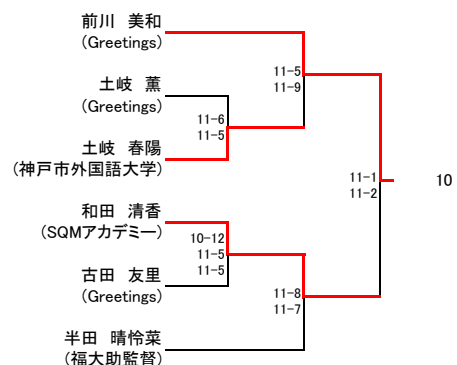 前川　美和
(Greetings)
11-5
11-9
土岐　薫
(Greetings)
11-6
11-5
土岐　春陽
(神戸市外国語大学)
11-1
11-2
10
和田　清香
(SQMアカデミー)
10-12
11-5
11-5
古田　友里
(Greetings)
11-8
11-7
半田　晴怜菜
(福大助監督)